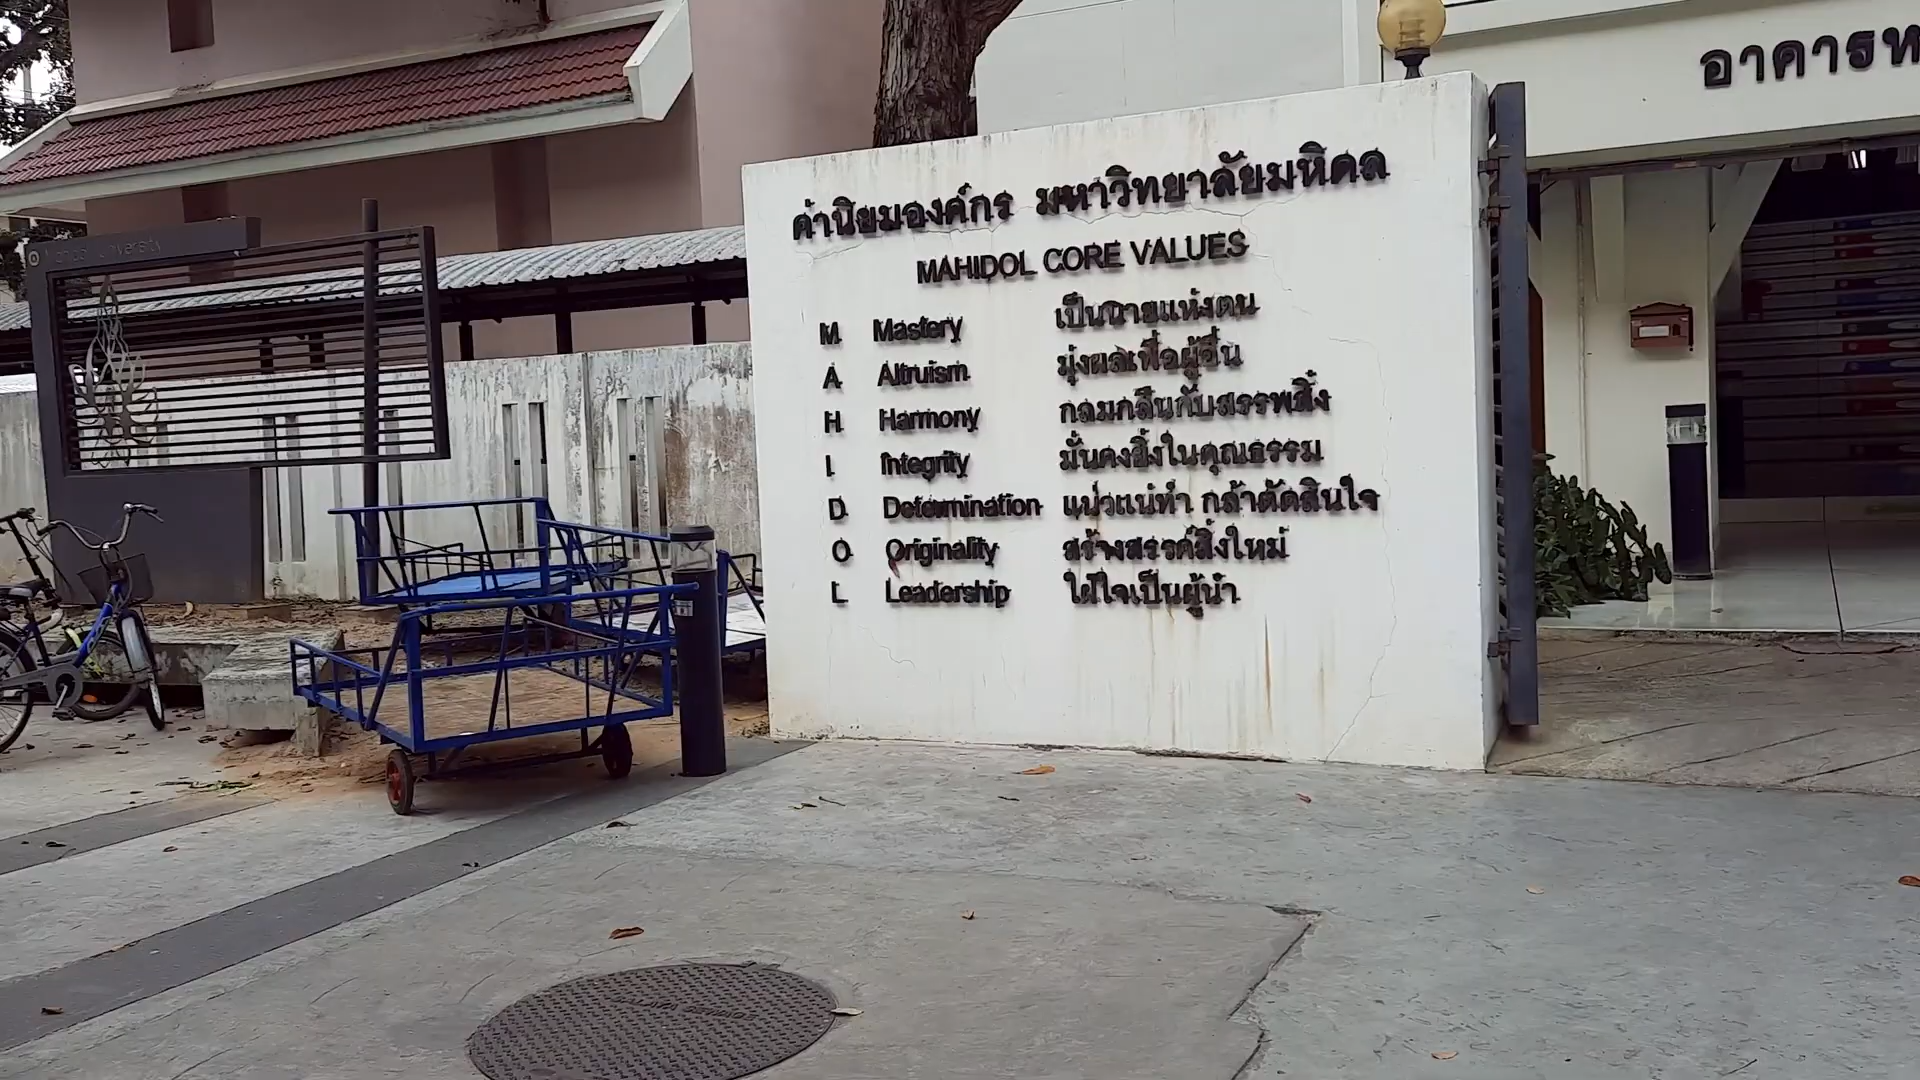 Mahidol University
อาคารห
ค่านิยมองค์กร มหาวิทยาลัยมหิดล
MAHIDOL CORE VALUES
M Mastery เป็นนายแห่งตน
A Altruism มุ่งผลเพื่อผู้อื่น
H Harmony กลมกลืนกับสรรพสิ่ง
I Integrity มั่นคงยิ่งในคุณธรรม
D Determination แน่วแน่ทำ กล้าตัดสินใจ
O Originality สร้างสรรค์สิ่งใหม่
L Leadership ใฝ่ใจเป็นผู้นำ